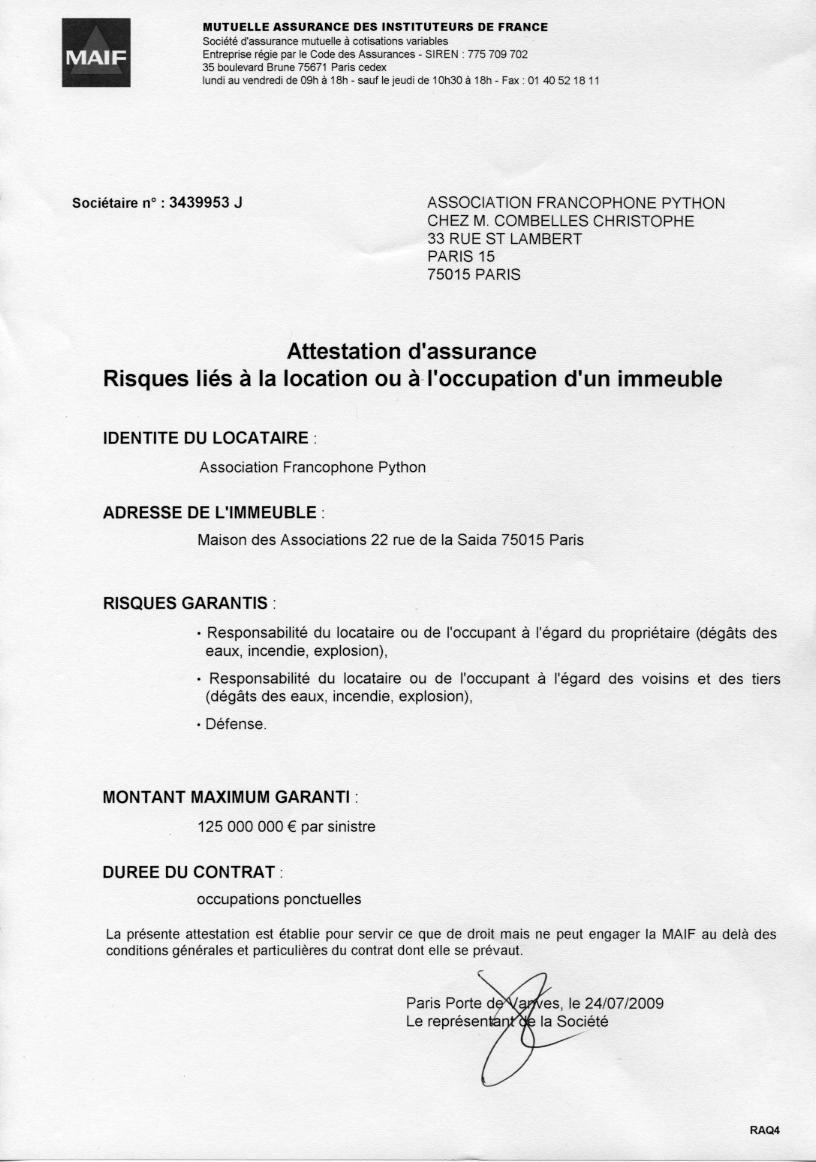 MAIF
MUTUELLE ASSURANCE DES INSTITUTEURS DE FRANCE
Société d'assurance mutuelle à cotisations variables
Entreprise régie par le Code des Assurances - SIREN : 775 709 702
35 boulevard Brune 75671 Paris cedex
lundi au vendredi de 09h à 18h - sauf le jeudi de 10h30 à 18h - Fax : 01 40 52 18 11
Sociétaire n° : 3439953 J
ASSOCIATION FRANCOPHONE PYTHON
CHEZ M. COMBELLES CHRISTOPHE
33 RUE ST LAMBERT
PARIS 15
75015 PARIS
Attestation d'assurance
Risques liés à la location ou à l'occupation d'un immeuble
IDENTITE DU LOCATAIRE :
Association Francophone Python
ADRESSE DE L'IMMEUBLE :
Maison des Associations 22 rue de la Saida 75015 Paris
RISQUES GARANTIS :
• Responsabilité du locataire ou de l'occupant à l'égard du propriétaire (dégâts des
eaux, incendie, explosion),
• Responsabilité du locataire ou de l'occupant à l'égard des voisins et des tiers
(dégâts des eaux, incendie, explosion),
• Défense.
MONTANT MAXIMUM GARANTI :
125 000 000 € par sinistre
DUREE DU CONTRAT :
occupations ponctuelles
La présente attestation est établie pour servir ce que de droit mais ne peut engager la MAIF au delà des
conditions générales et particulières du contrat dont elle se prévaut.
Paris Porte de Vanves, le 24/07/2009
Le représentant de la Société
RAQ4